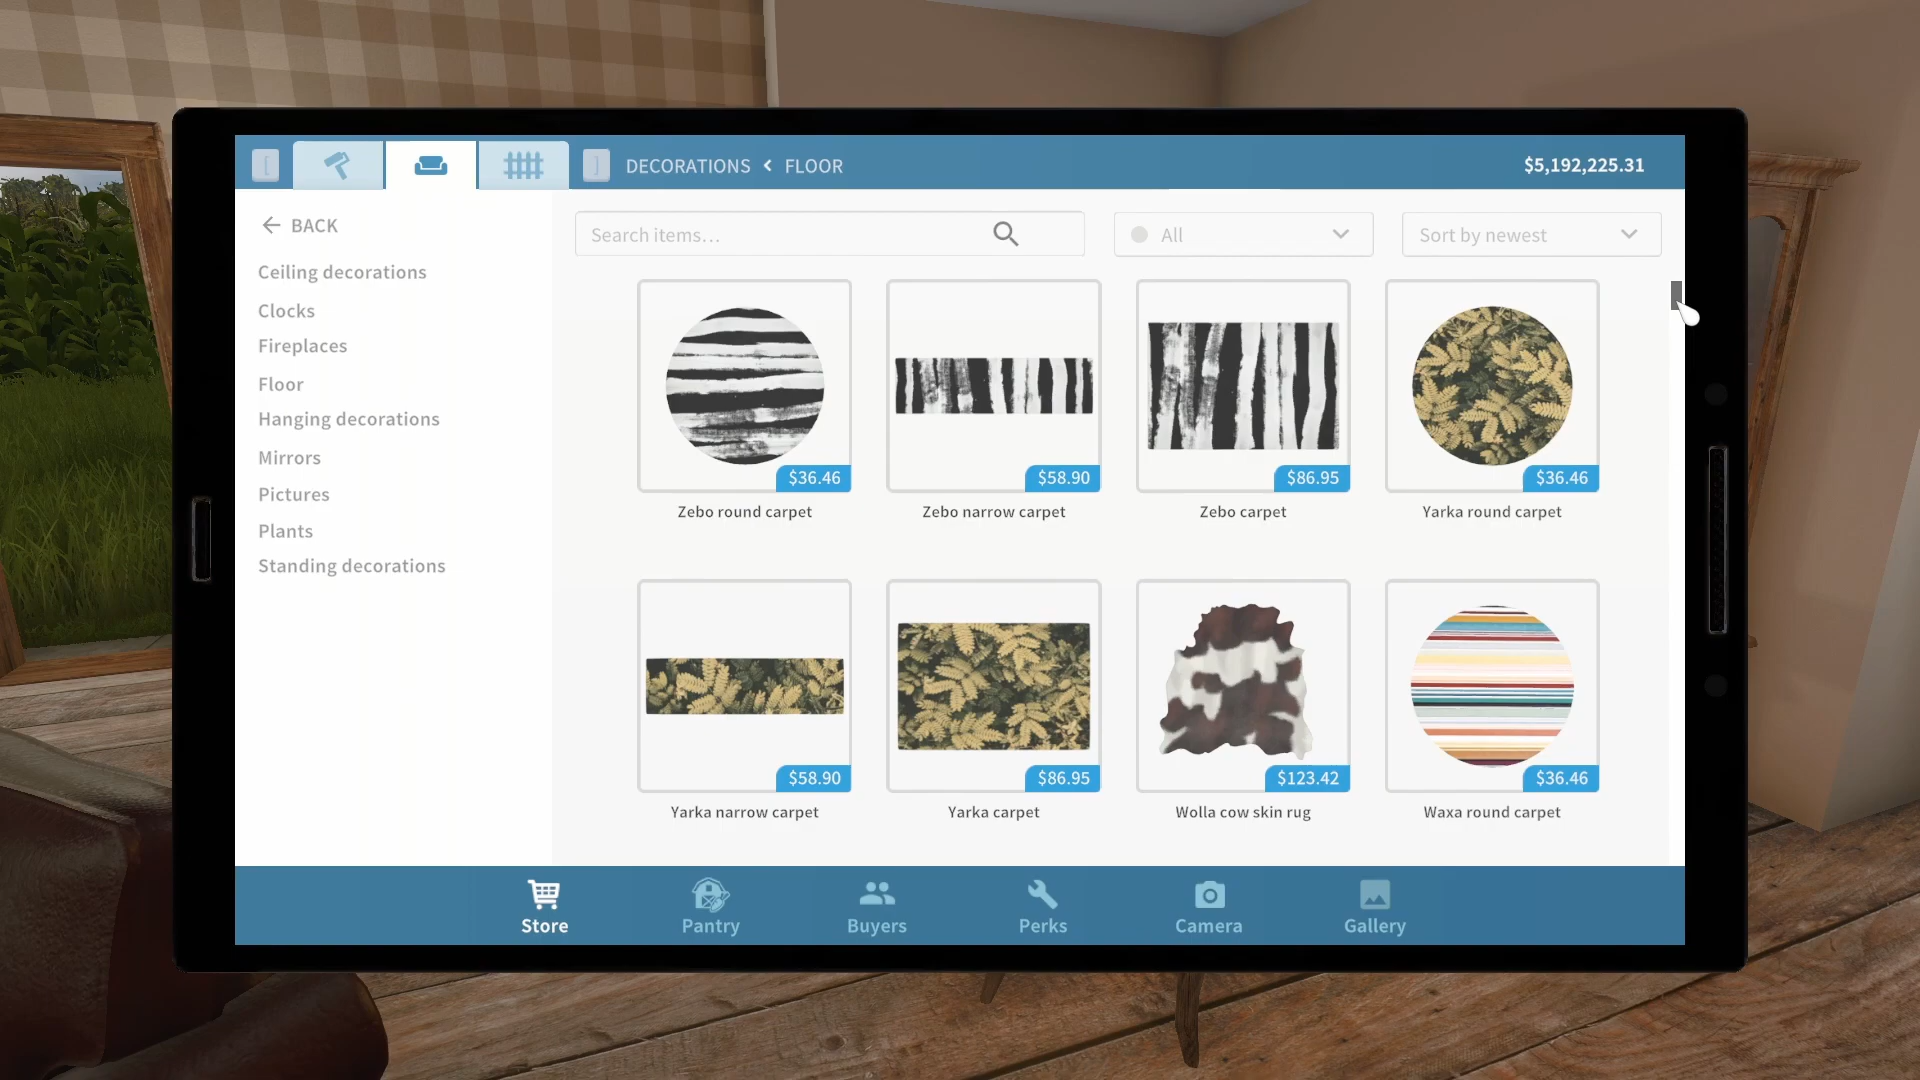 [
]
DECORATIONS < FLOOR
$5,192,225.31
BACK
Ceiling decorations
Clocks
Fireplaces
Floor
Hanging decorations
Mirrors
Pictures
Plants
Standing decorations
Search items...
All
Sort by newest
$36.46
$58.90
$86.95
$36.46
Zebo round carpet
Zebo narrow carpet
Zebo carpet
Yarka round carpet
$58.90
$86.95
$123.42
$36.46
Yarka narrow carpet
Yarka carpet
Wolla cow skin rug
Waxa round carpet
Store
Pantry
Buyers
Perks
Camera
Gallery